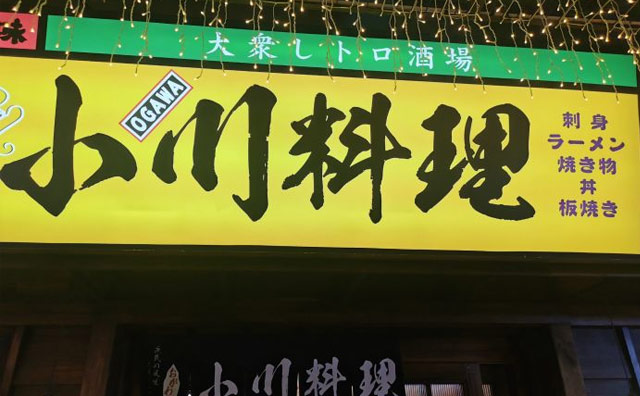 味
大衆レトロ酒場
OGAWA
小川料理
刺身
ラーメン
焼き物
丼
板焼き
小川料理